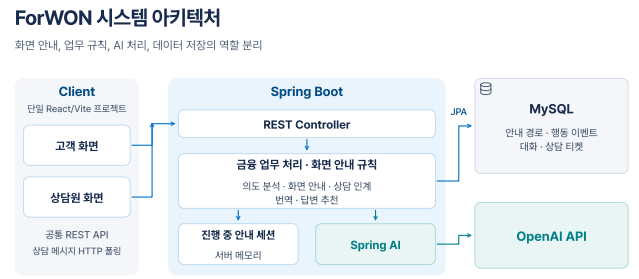 ForWON 시스템 아키텍처
화면 안내, 업무 규칙, AI 처리, 데이터 저장의 역할 분리
Client
단일 React/Vite 프로젝트
고객 화면
상담원 화면
공통 REST API
상담 메시지 HTTP 폴링
Spring Boot
REST Controller
금융 업무 처리 · 화면 안내 규칙
의도 분석 · 화면 안내 · 상담 인계
번역 · 답변 추천
진행 중 안내 세션
서버 메모리
Spring AI
JPA
MySQL
안내 경로 · 행동 이벤트
대화 · 상담 티켓
OpenAI API